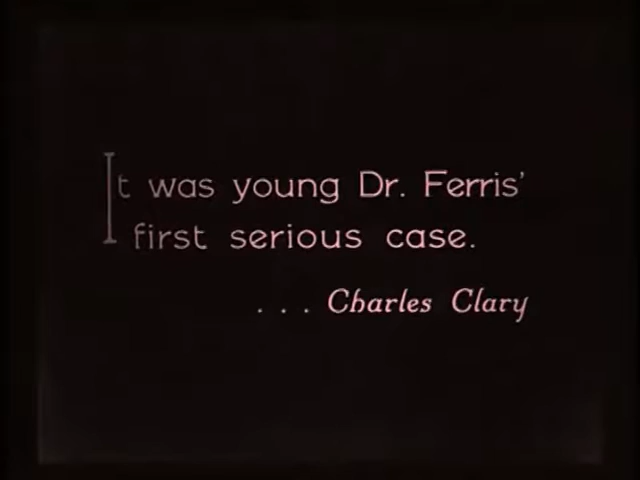 It was young Dr. Ferris'
first serious case.
. . . Charles Clary